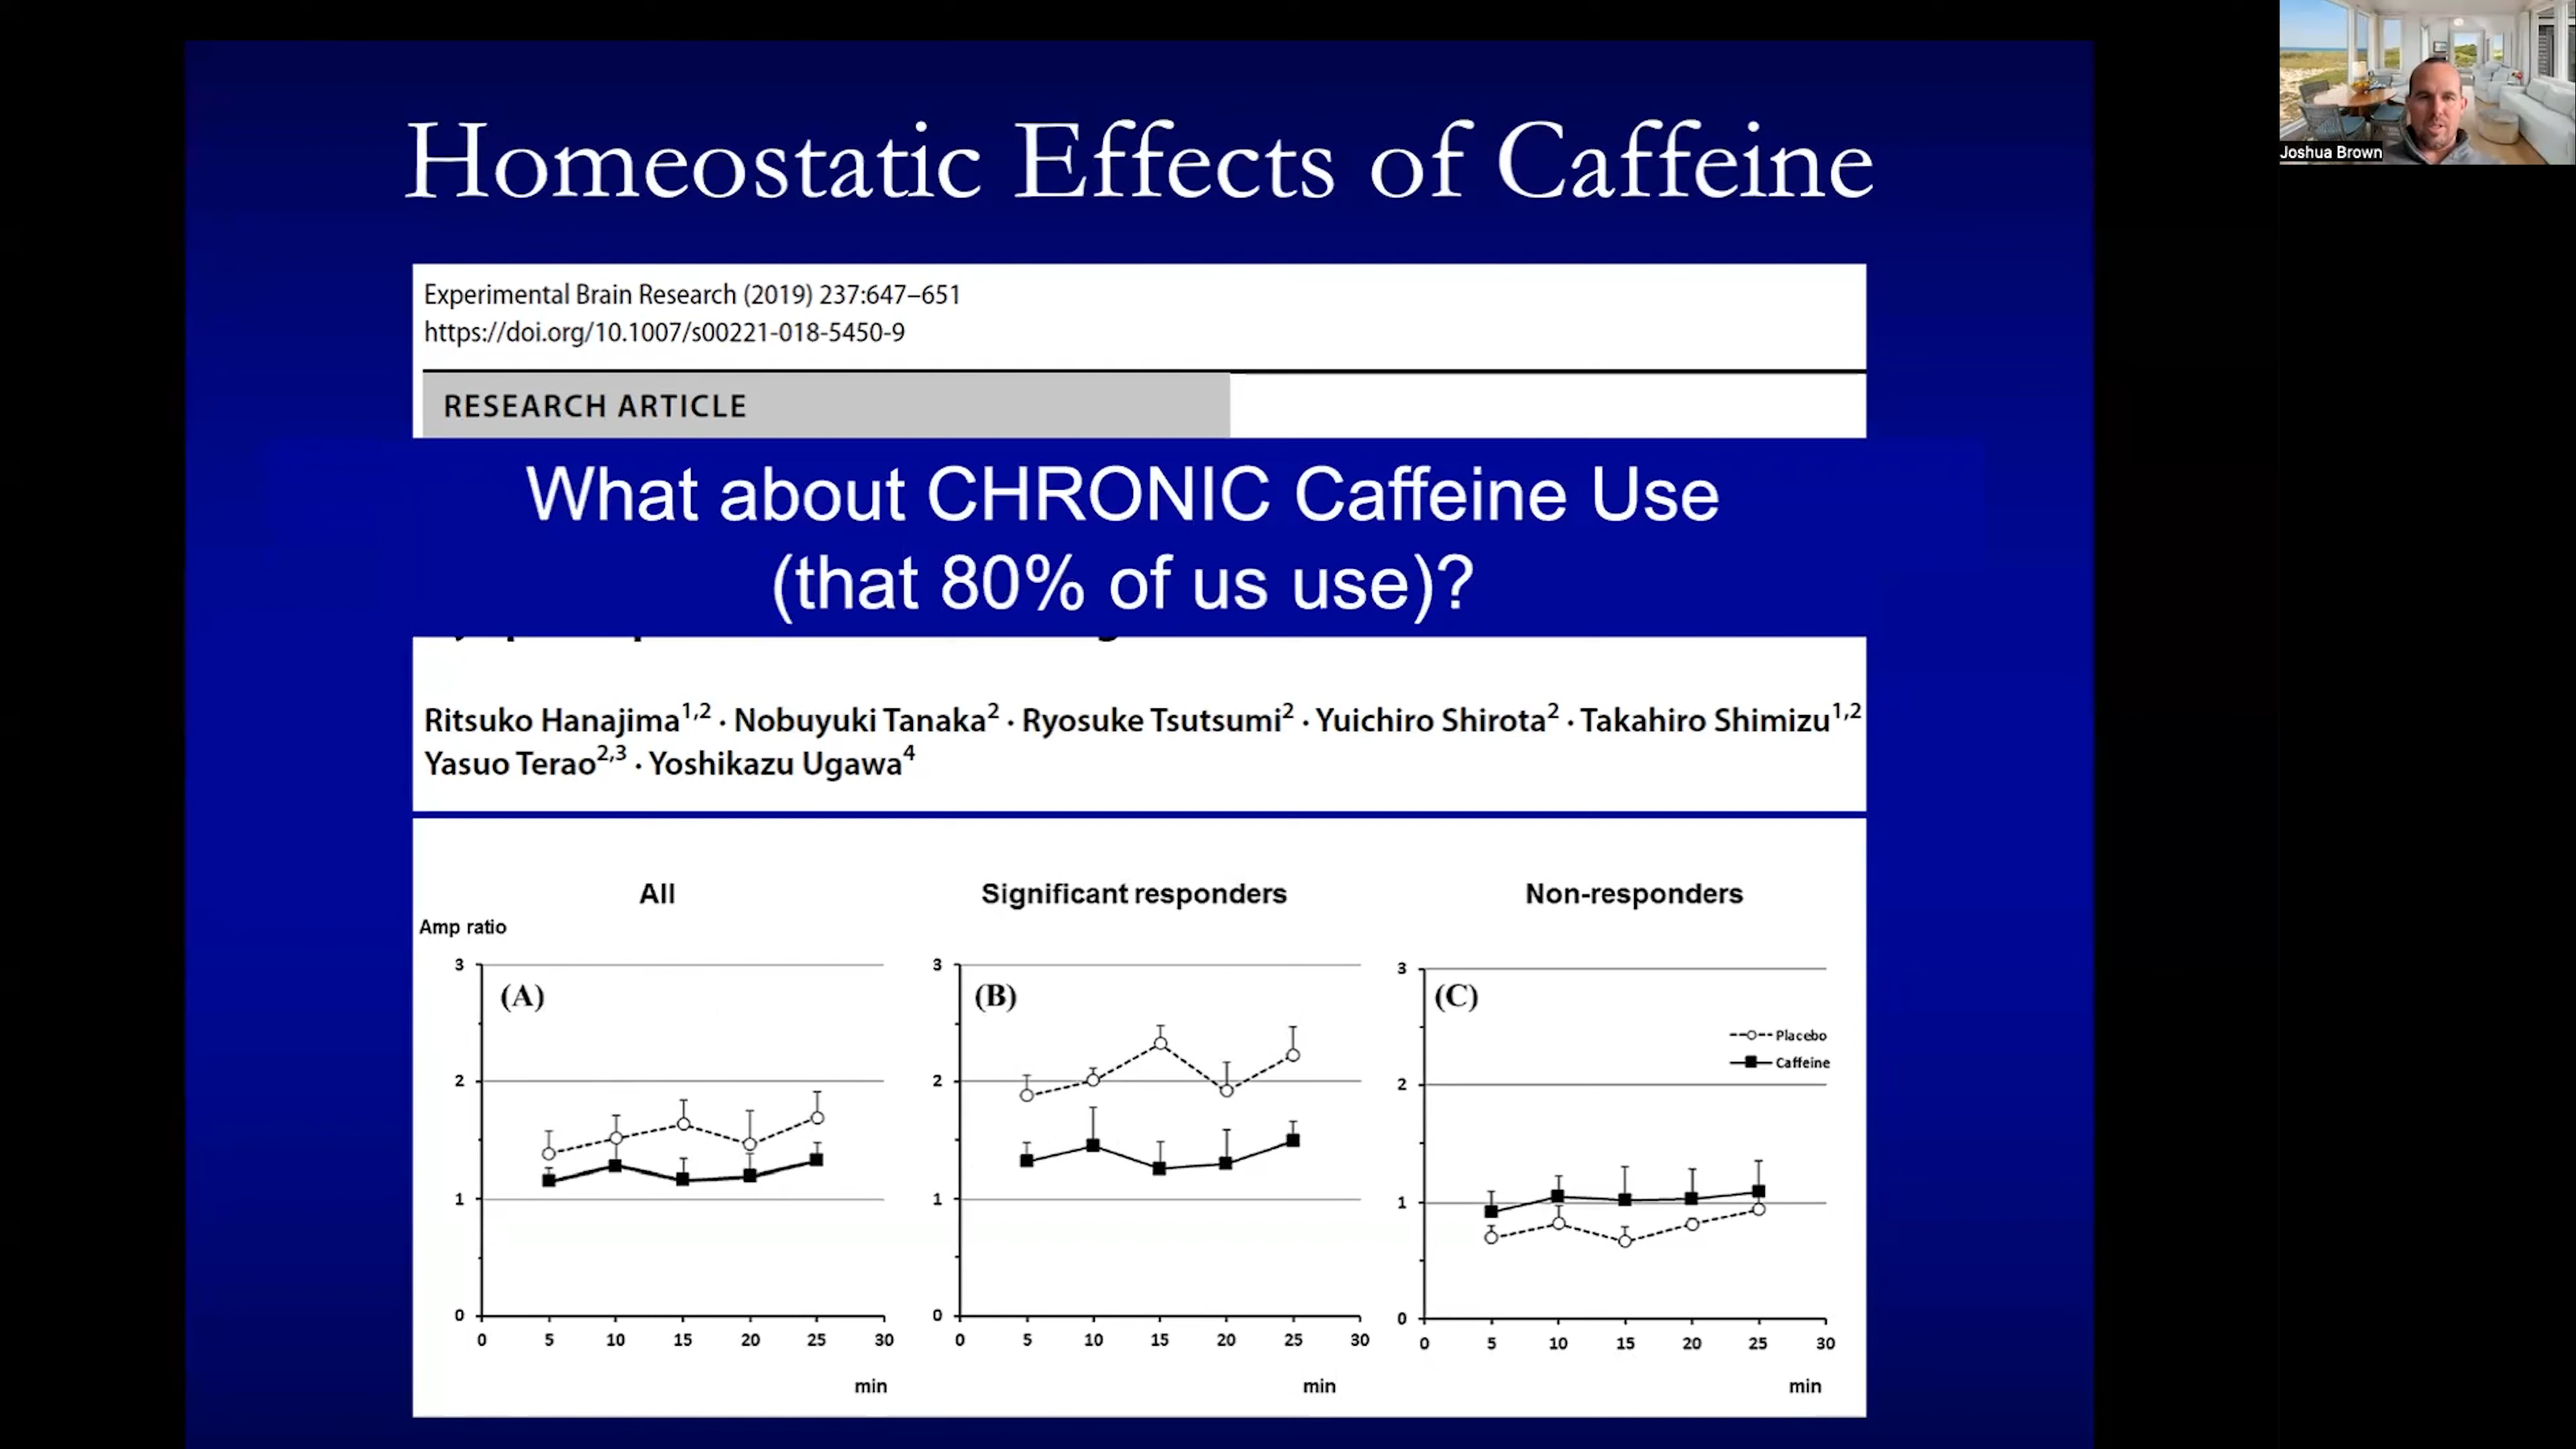 Homeostatic Effects of Caffeine
Joshua Brown
Experimental Brain Research (2019) 237:647–651
https://doi.org/10.1007/s00221-018-5450-9
RESEARCH ARTICLE
What about CHRONIC Caffeine Use
(that 80% of us use)?
Ritsuko Hanajima1,2 · Nobuyuki Tanaka2 · Ryosuke Tsutsumi2 · Yuichiro Shirota2 · Takahiro Shimizu1,2
Yasuo Terao2,3 · Yoshikazu Ugawa4
All
Amp ratio
3
(A)
2
1
0
0 5 10 15 20 25 30
min
Significant responders
3
(B)
2
1
0
0 5 10 15 20 25 30
min
Non-responders
3
(C)
Placebo
Caffeine
2
1
0
0 5 10 15 20 25 30
min